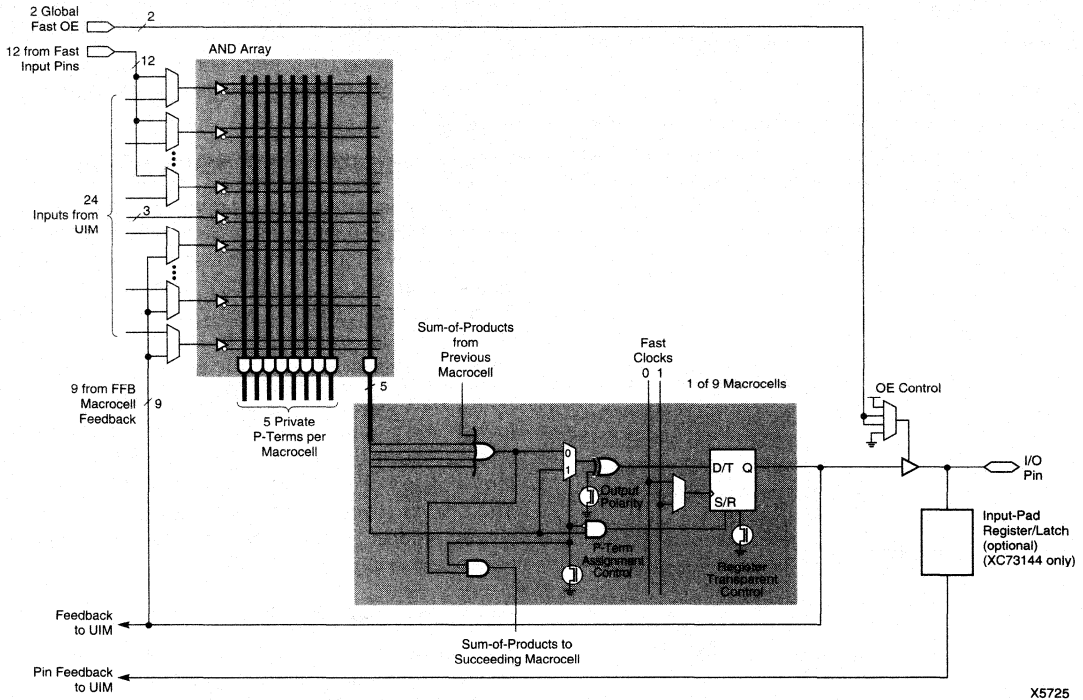 2 Global
Fast OE
2
12 from Fast
Input Pins
12
AND Array
24
Inputs from
UIM
3
Sum-of-Products
from
Previous
Macrocell
Fast
Clocks
0 1
1 of 9 Macrocells
OE Control
9 from FFB
Macrocell
Feedback
9
5 Private
P-Terms per
Macrocell
5
0
1
D/T Q
S/R
I/O
Pin
Output
Polarity
P-Term
Assignment
Control
Register
Transparent
Control
Input-Pad
Register/Latch
(optional)
(XC73144 only)
Feedback
to UIM
Sum-of-Products to
Succeeding Macrocell
Pin Feedback
to UIM
X5725